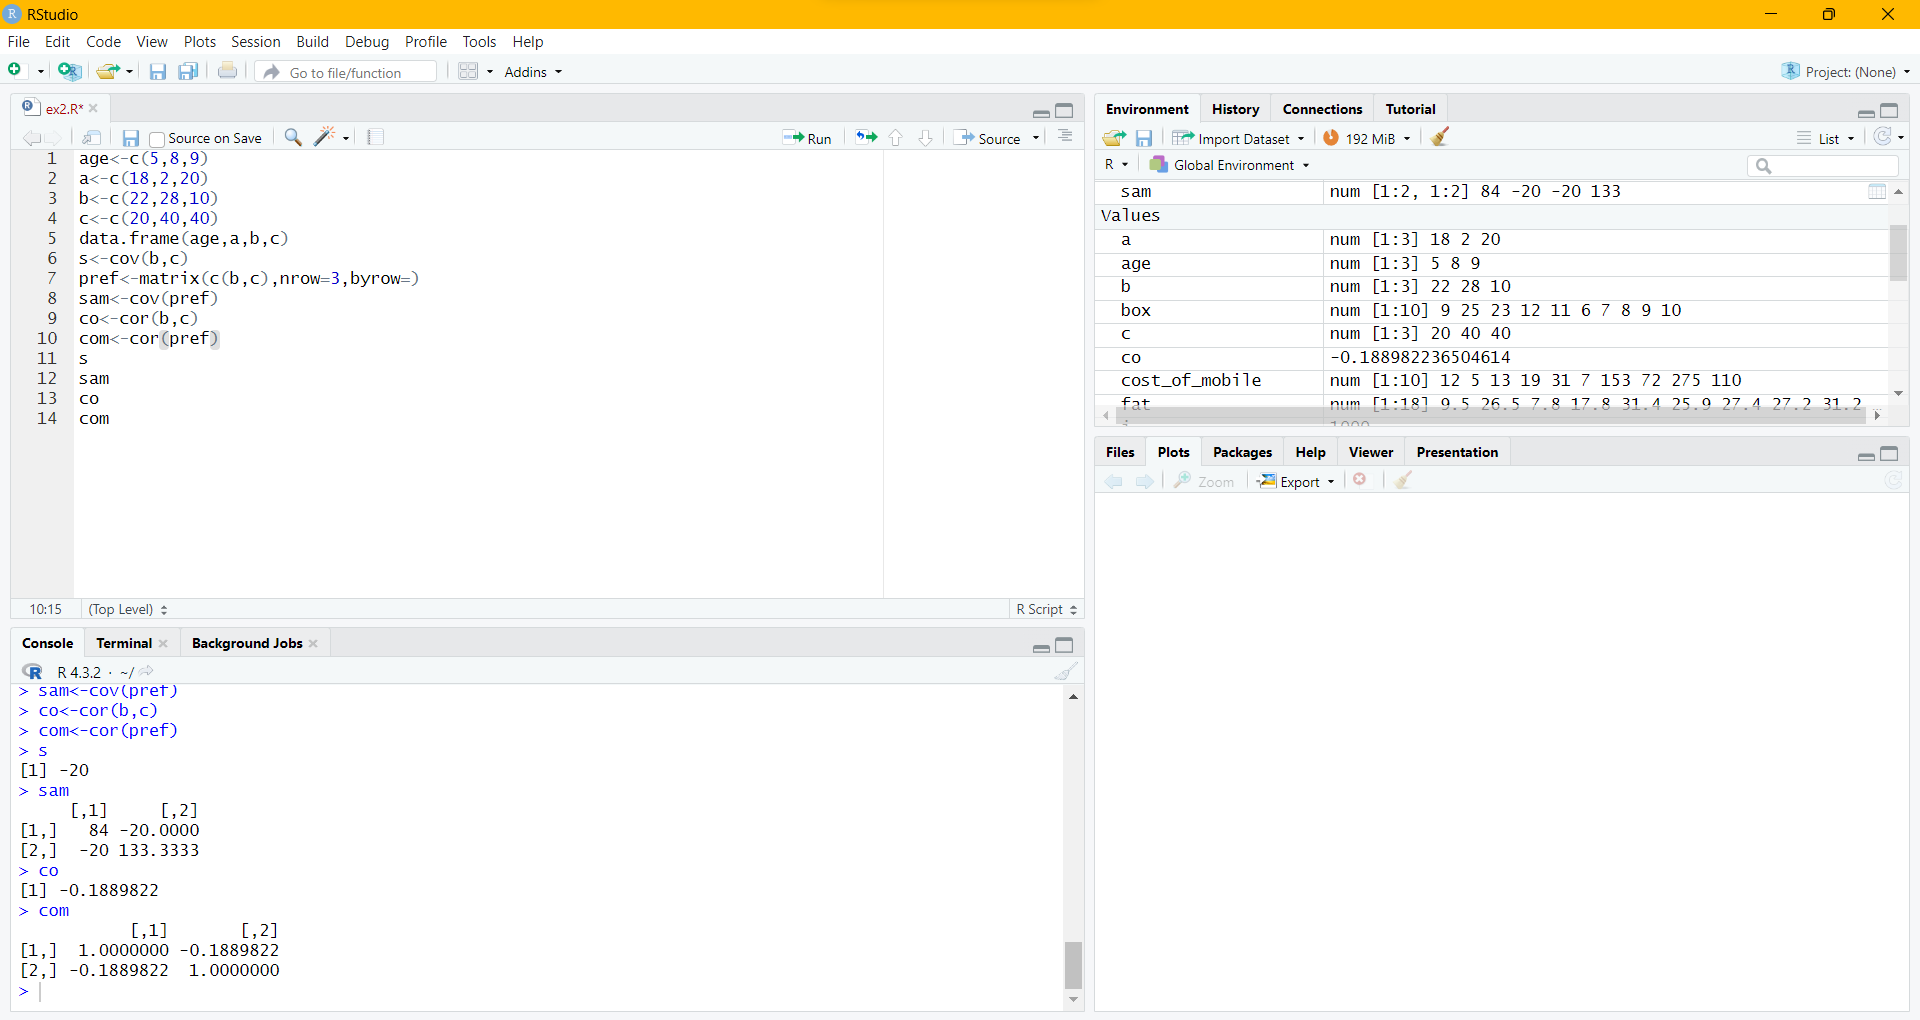 RStudio
File Edit Code View Plots Session Build Debug Profile Tools Help
Go to file/function Addins Project: (None)
ex2.R*
Source on Save Run Source
1 age<-c(5,8,9)
2 a<-c(18,2,20)
3 b<-c(22,28,10)
4 c<-c(20,40,40)
5 data.frame(age,a,b,c)
6 s<-cov(b,c)
7 pref<-matrix(c(b,c),nrow=3,byrow=)
8 sam<-cov(pref)
9 co<-cor(b,c)
10 com<-cor(pref)
11 s
12 sam
13 co
14 com
10:15 (Top Level) R Script
Console Terminal Background Jobs
R 4.3.2 · ~/
> sam<-cov(pref)
> co<-cor(b,c)
> com<-cor(pref)
> s
[1] -20
> sam
[,1] [,2]
[1,] 84 -20.0000
[2,] -20 133.3333
> co
[1] -0.1889822
> com
[,1] [,2]
[1,] 1.0000000 -0.1889822
[2,] -0.1889822 1.0000000
>
Environment History Connections Tutorial
Import Dataset 192 MiB List
R Global Environment
sam num [1:2, 1:2] 84 -20 -20 133
Values
a num [1:3] 18 2 20
age num [1:3] 5 8 9
b num [1:3] 22 28 10
box num [1:10] 9 25 23 12 11 6 7 8 9 10
c num [1:3] 20 40 40
co -0.188982236504614
cost_of_mobile num [1:10] 12 5 13 19 31 7 153 72 275 110
fat num [1:18] 9.5 26.5 7.8 17.8 31.4 25.9 27.4 27.2 31.2
Files Plots Packages Help Viewer Presentation
Zoom Export